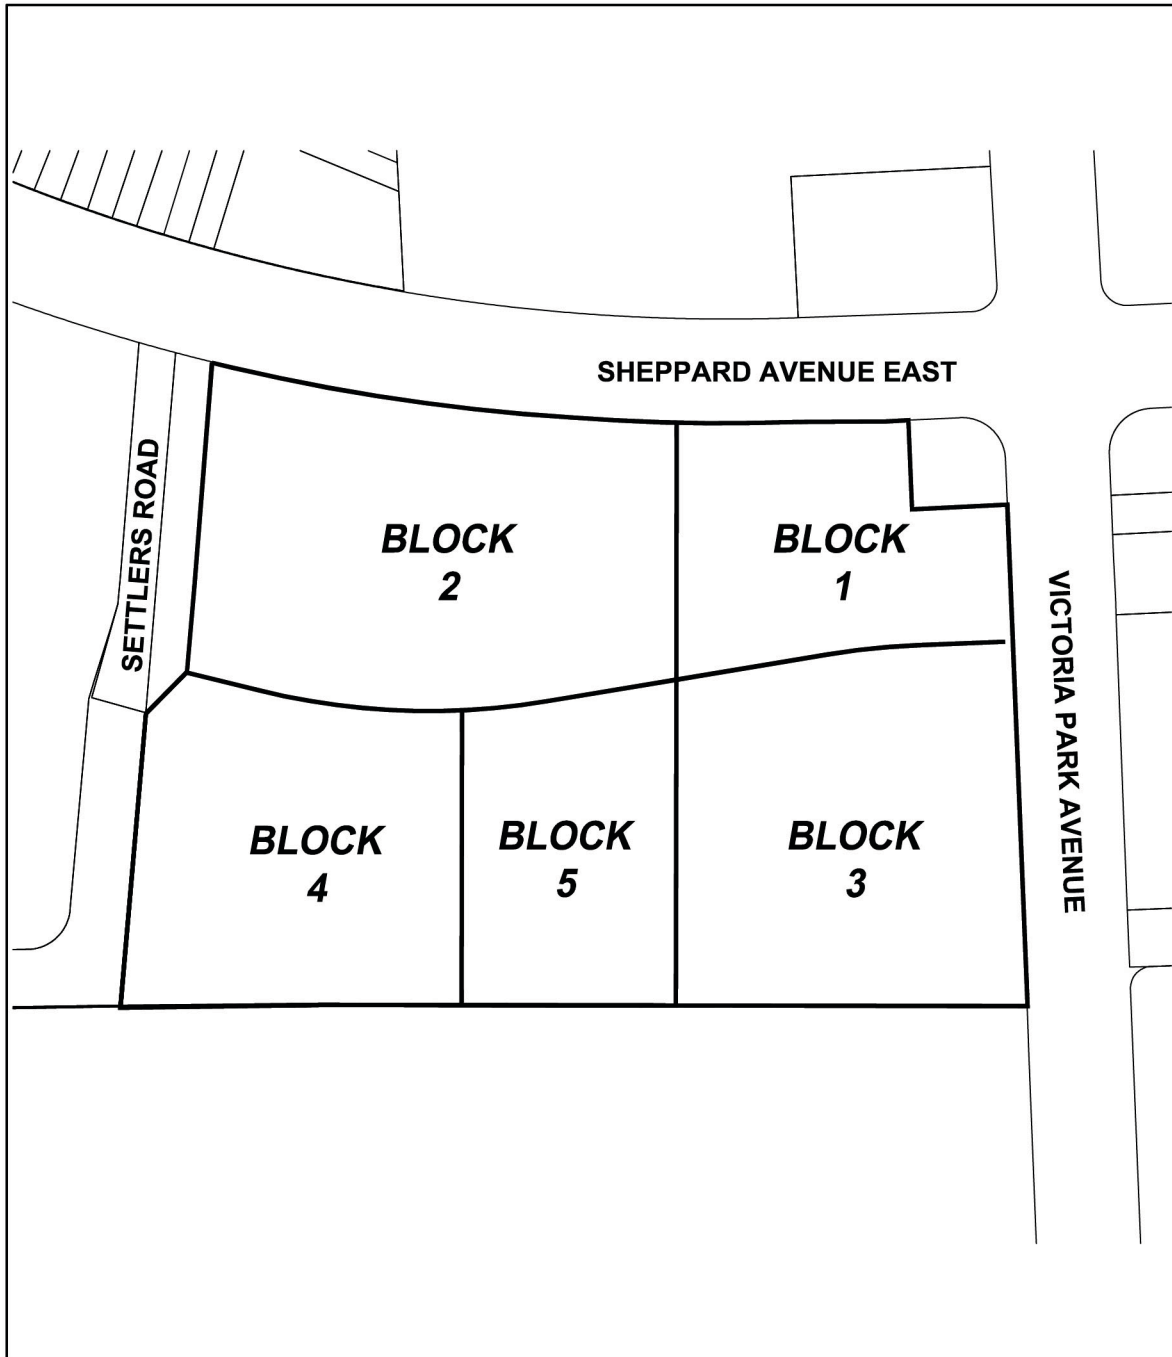 SHEPPARD AVENUE EAST
SETTLERS ROAD
BLOCK
2
BLOCK
1
VICTORIA PARK AVENUE
BLOCK
4
BLOCK
5
BLOCK
3